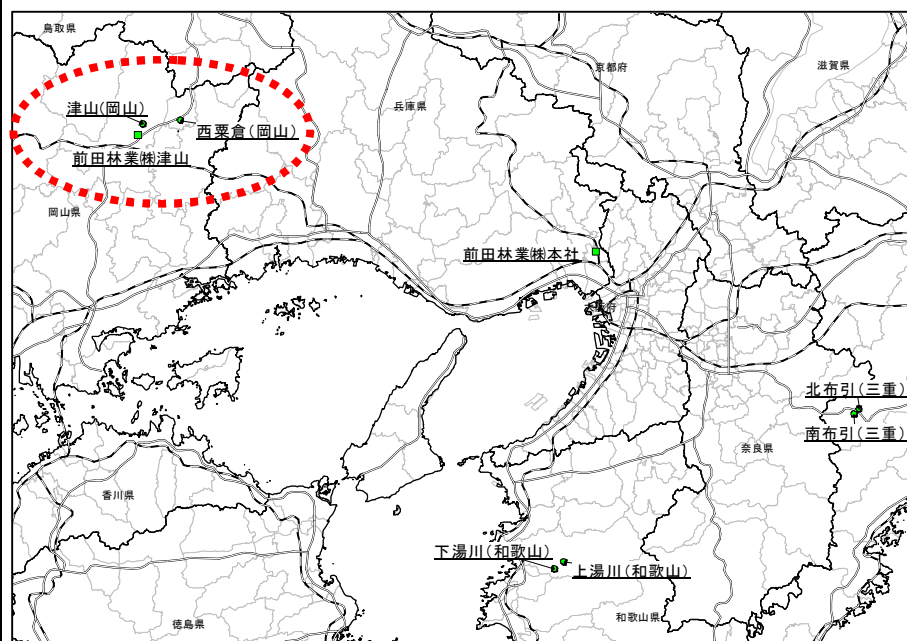 鳥取県
京都府
滋賀県
兵庫県
津山(岡山)
西粟倉(岡山)
前田林業㈱津山
岡山県
前田林業㈱本社
北布引(三重)
南布引(三重)
奈良県
香川県
下湯川(和歌山)
上湯川(和歌山)
徳島県
和歌山県